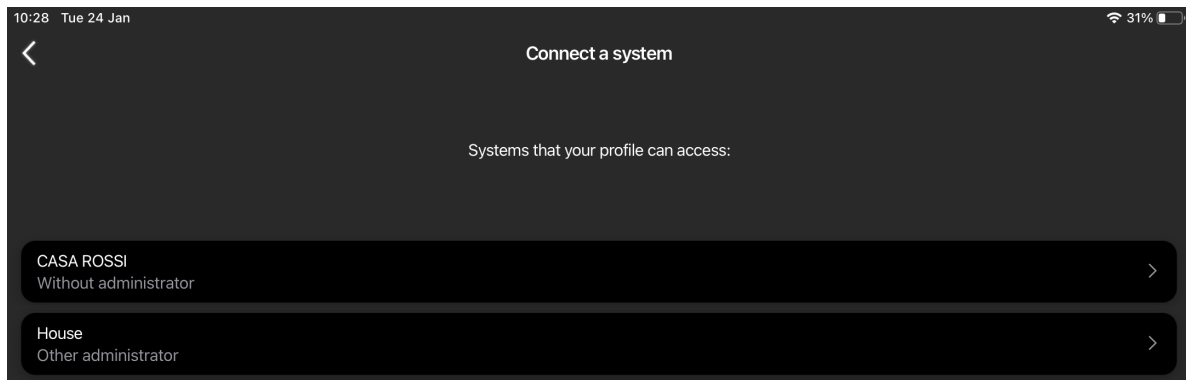 10:28 Tue 24 Jan 31%
Connect a system
Systems that your profile can access:
CASA ROSSI
Without administrator
House
Other administrator